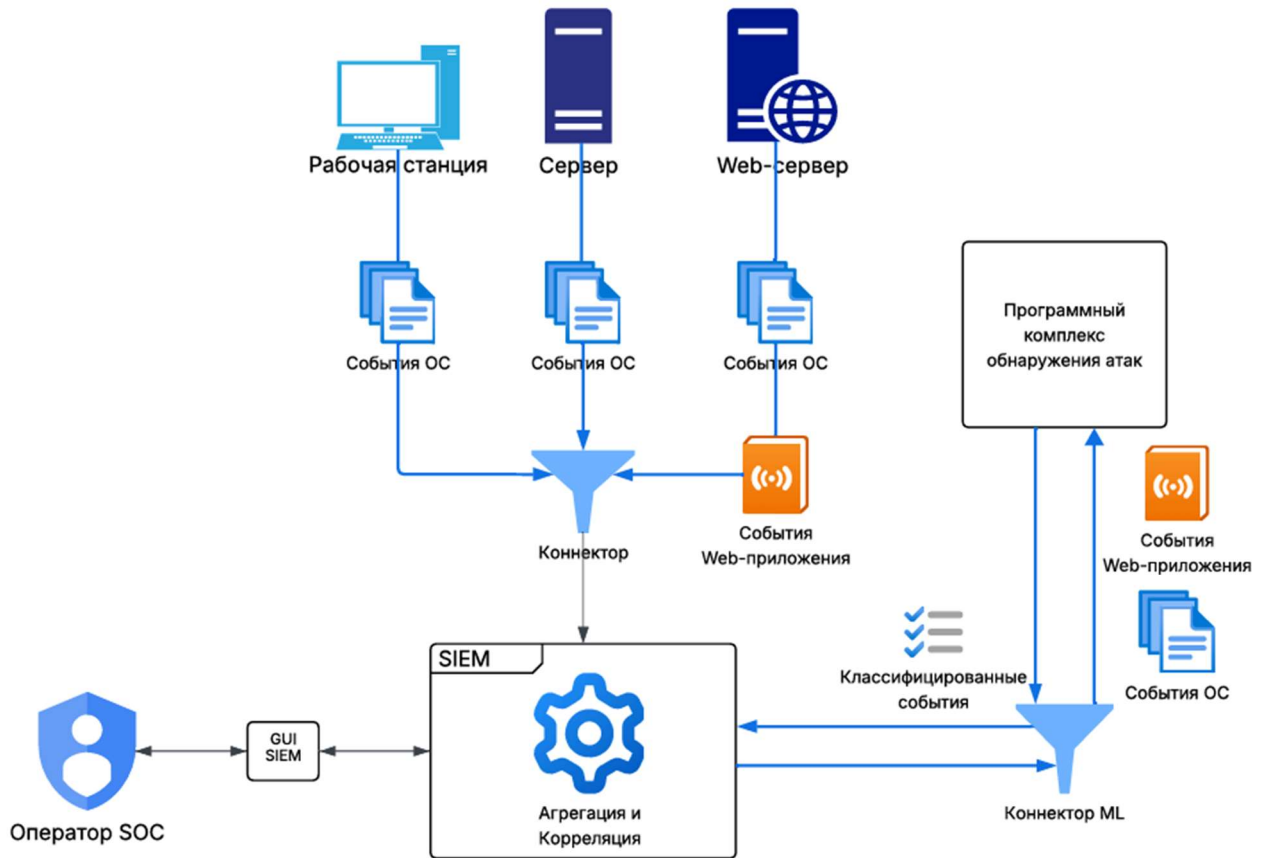 Рабочая станция
Сервер
Web-сервер
События ОС
События ОС
События ОС
Программный
комплекс
обнаружения атак
Коннектор
События
Web-приложения
События
Web-приложения
SIEM
Классифицированные
события
События ОС
GUI
SIEM
Оператор SOC
Агрегация и
Корреляция
Коннектор ML